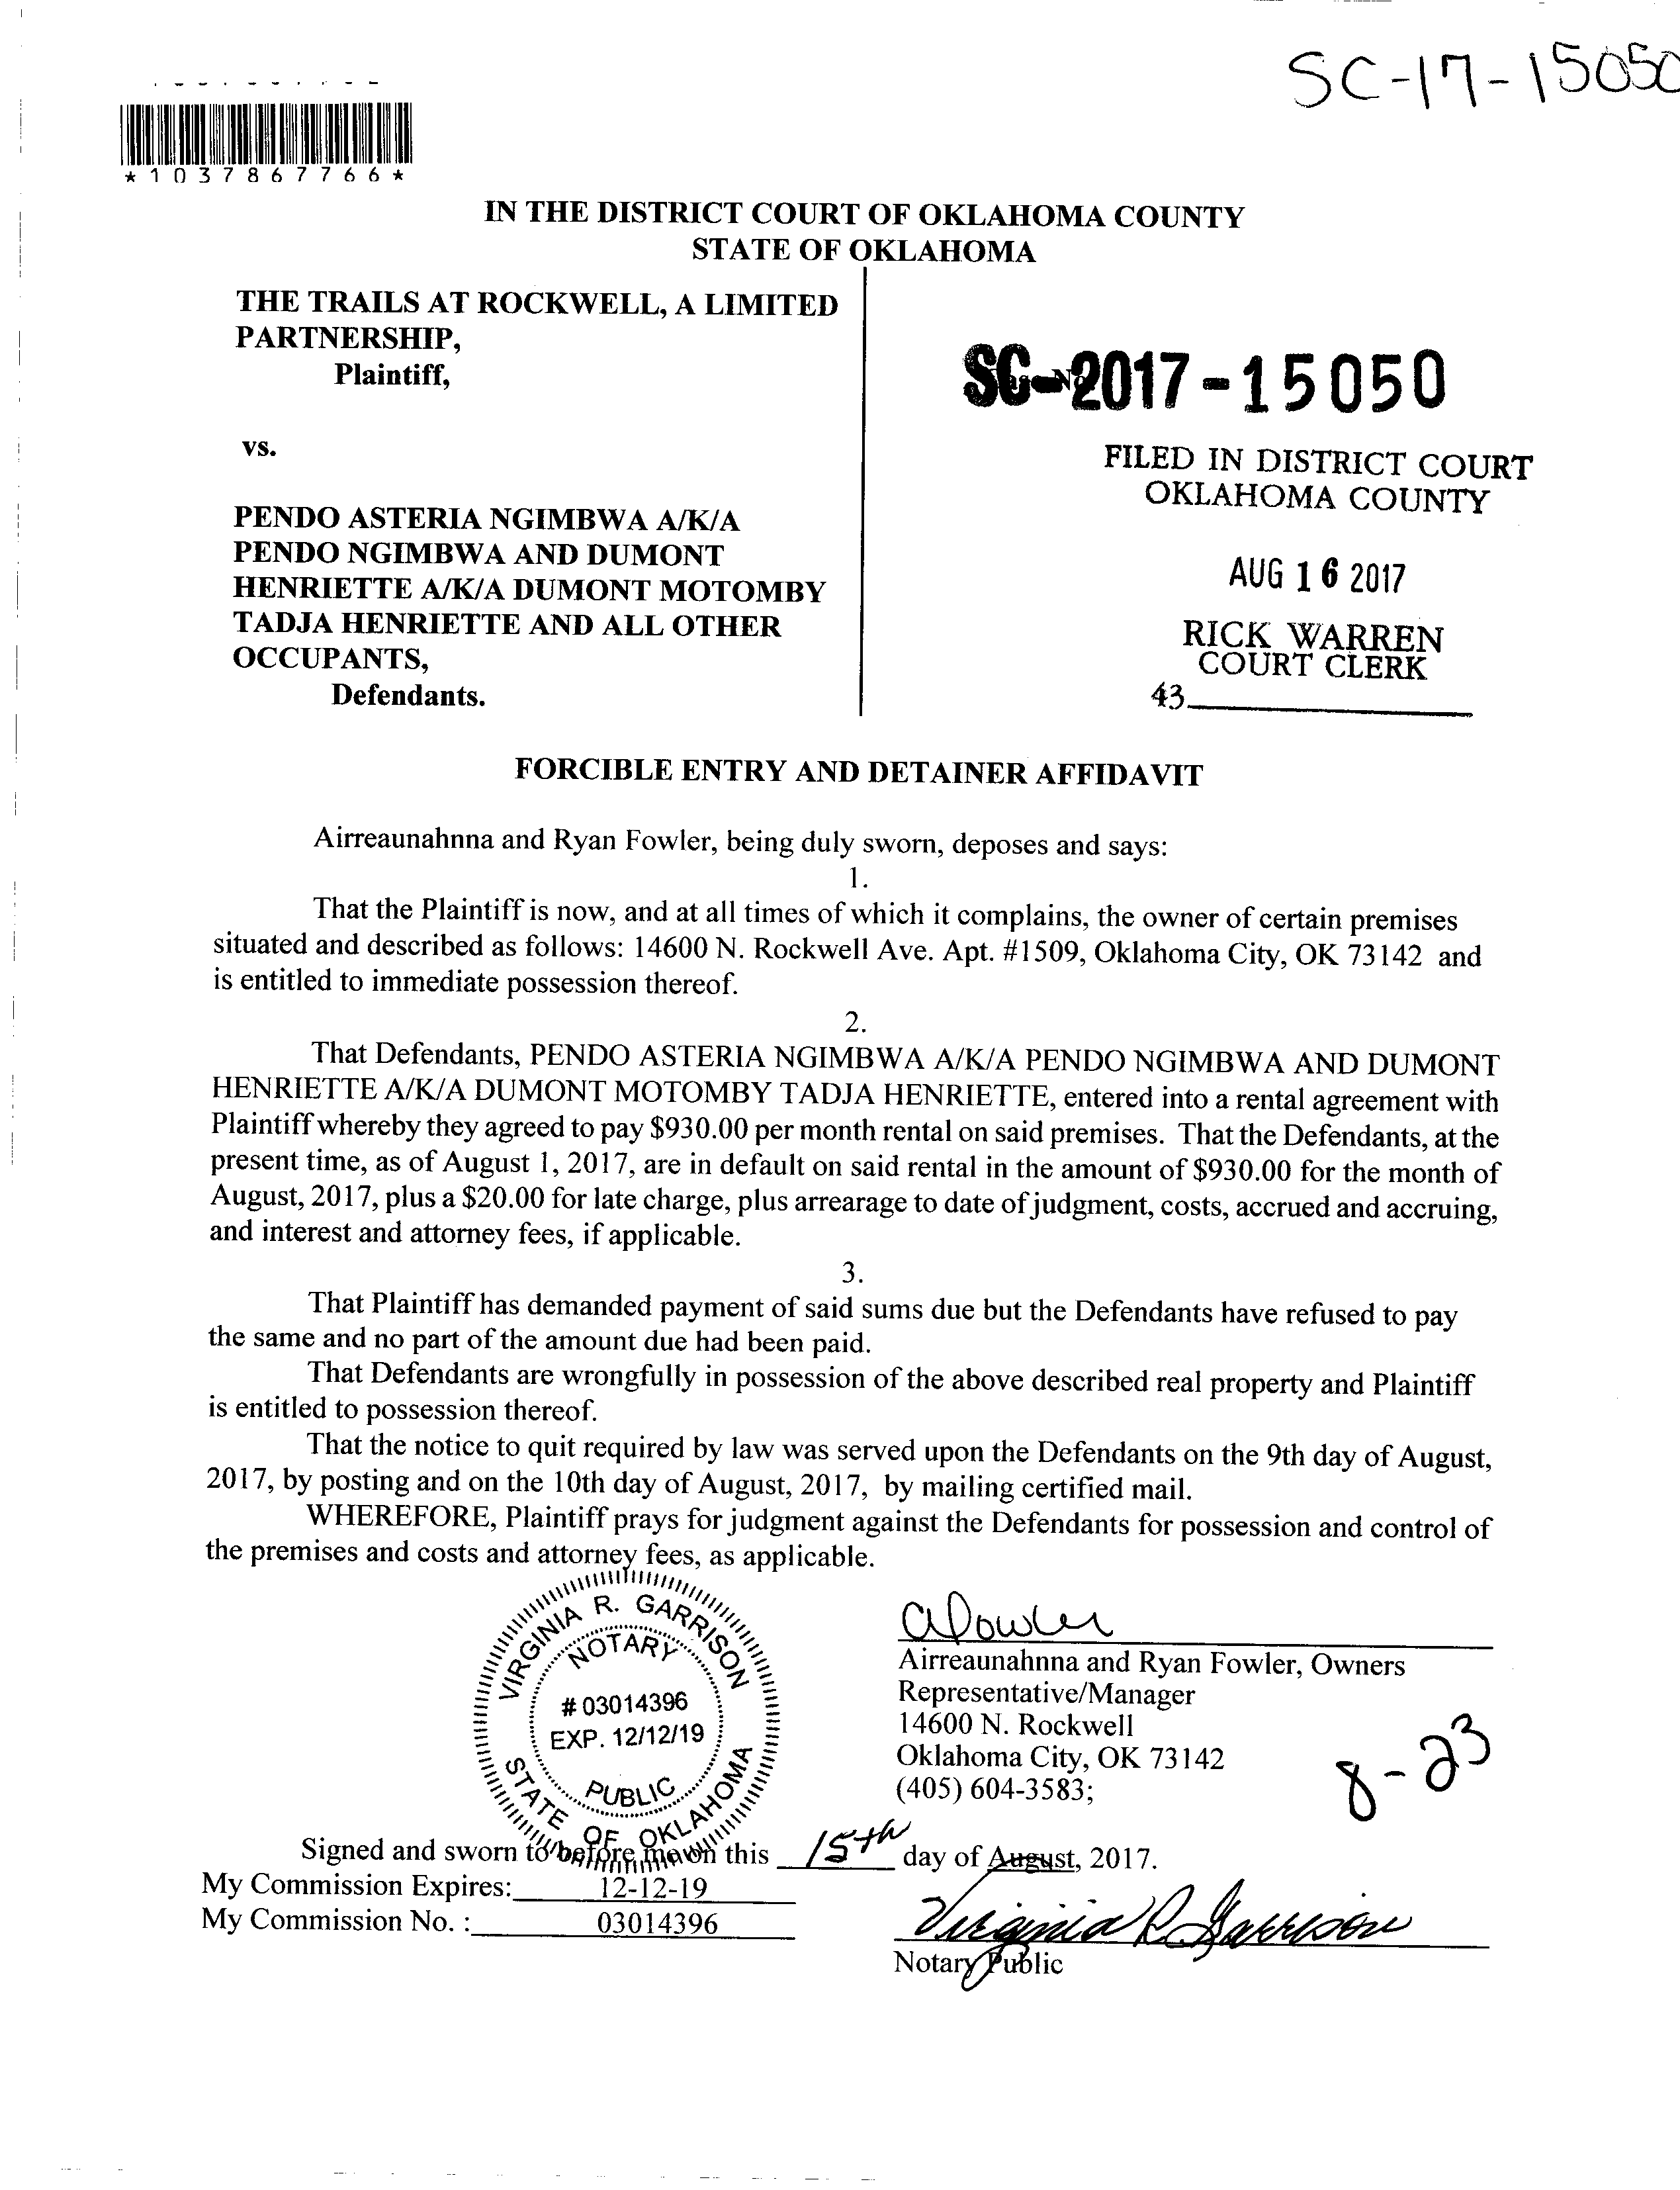 SC-17-15050
*1037867766*
IN THE DISTRICT COURT OF OKLAHOMA COUNTY
STATE OF OKLAHOMA
THE TRAILS AT ROCKWELL, A LIMITED
PARTNERSHIP,
Plaintiff,
vs.
PENDO ASTERIA NGIMBWA A/K/A
PENDO NGIMBWA AND DUMONT
HENRIETTE A/K/A DUMONT MOTOMBY
TADJA HENRIETTE AND ALL OTHER
OCCUPANTS,
Defendants.
SC-2017-15050
FILED IN DISTRICT COURT
OKLAHOMA COUNTY
AUG 16 2017
RICK WARREN
COURT CLERK
43
FORCIBLE ENTRY AND DETAINER AFFIDAVIT
Airreaunahnna and Ryan Fowler, being duly sworn, deposes and says:
1.
That the Plaintiff is now, and at all times of which it complains, the owner of certain premises
situated and described as follows: 14600 N. Rockwell Ave. Apt. #1509, Oklahoma City, OK 73142 and
is entitled to immediate possession thereof.
2.
That Defendants, PENDO ASTERIA NGIMBWA A/K/A PENDO NGIMBWA AND DUMONT
HENRIETTE A/K/A DUMONT MOTOMBY TADJA HENRIETTE, entered into a rental agreement with
Plaintiff whereby they agreed to pay $930.00 per month rental on said premises. That the Defendants, at the
present time, as of August 1, 2017, are in default on said rental in the amount of $930.00 for the month of
August, 2017, plus a $20.00 for late charge, plus arrearage to date of judgment, costs, accrued and accruing,
and interest and attorney fees, if applicable.
3.
That Plaintiff has demanded payment of said sums due but the Defendants have refused to pay
the same and no part of the amount due had been paid.
That Defendants are wrongfully in possession of the above described real property and Plaintiff
is entitled to possession thereof.
That the notice to quit required by law was served upon the Defendants on the 9th day of August,
2017, by posting and on the 10th day of August, 2017, by mailing certified mail.
WHEREFORE, Plaintiff prays for judgment against the Defendants for possession and control of
the premises and costs and attorney fees, as applicable.
VIRGINIA R. GARRISON
NOTARY
# 03014396
EXP. 12/12/19
PUBLIC
STATE OF OKLAHOMA
Airreaunahnna and Ryan Fowler, Owners
Representative/Manager
14600 N. Rockwell
Oklahoma City, OK 73142
(405) 604-3583;
8-23
Signed and sworn to before me on this 15th day of August, 2017.
My Commission Expires: 12-12-19
My Commission No. : 03014396
Virginia R Garrison
Notary Public